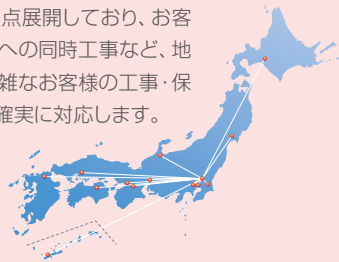 点展開しており、お客
への同時工事など、地
雑なお客様の工事・保
確実に対応します。